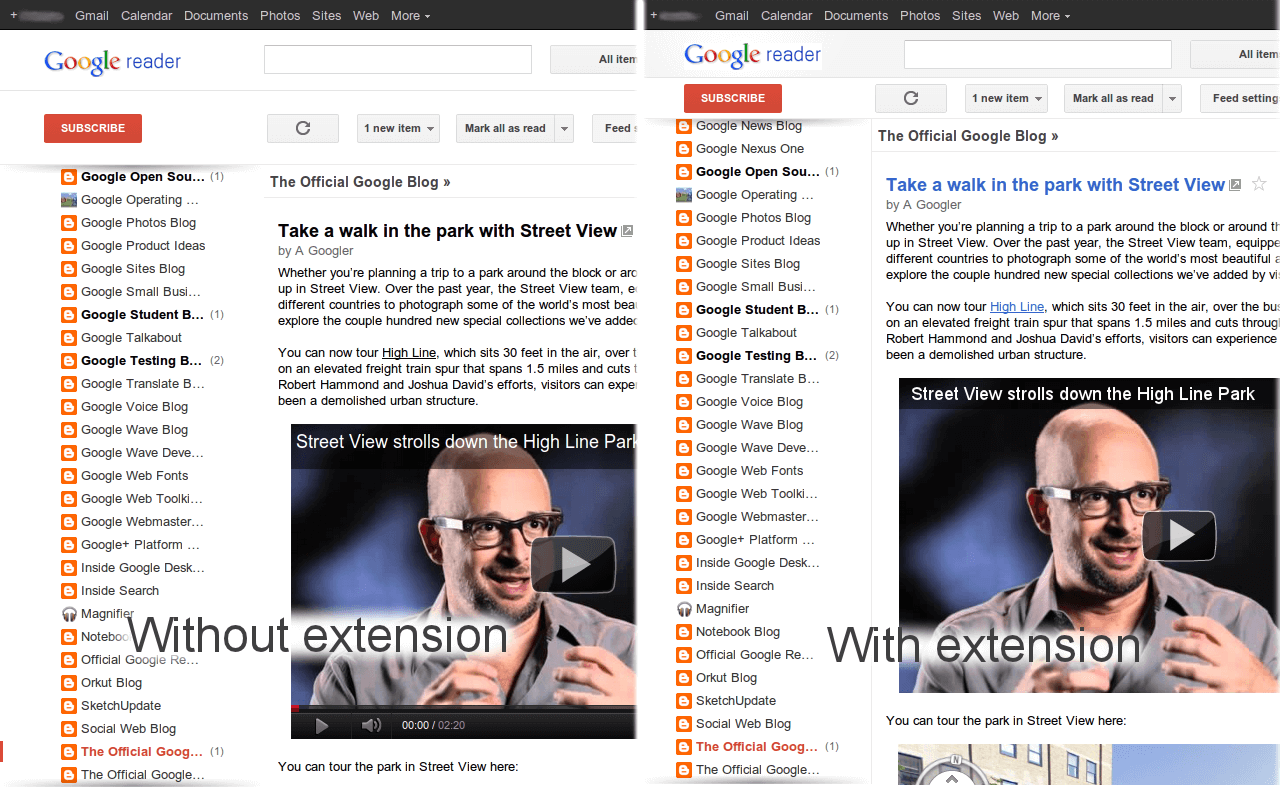 + Gmail Calendar Documents Photos Sites Web More
Google reader
All item
SUBSCRIBE
1 new item
Mark all as read
Feed s
Google Open Sou... (1)
Google Operating ...
Google Photos Blog
Google Product Ideas
Google Sites Blog
Google Small Busi...
Google Student B... (1)
Google Talkabout
Google Testing B... (2)
Google Translate B...
Google Voice Blog
Google Wave Blog
Google Wave Deve...
Google Web Fonts
Google Web Toolki...
Google Webmaster...
Google+ Platform ...
Inside Google Desk...
Inside Search
Magnifier
Notebo
Official Google Re...
Orkut Blog
SketchUpdate
Social Web Blog
The Official Goog... (1)
The Official Google...
The Official Google Blog »
Take a walk in the park with Street View
by A Googler
Whether you’re planning a trip to a park around the block or aro
up in Street View. Over the past year, the Street View team, e
different countries to photograph some of the world’s most beau
explore the couple hundred new special collections we’ve added
You can now tour High Line, which sits 30 feet in the air, over t
on an elevated freight train spur that spans 1.5 miles and cuts t
Robert Hammond and Joshua David’s efforts, visitors can expe
been a demolished urban structure.
Street View strolls down the High Line Park
Without extension
00:00 / 02:20
You can tour the park in Street View here:
+ Gmail Calendar Documents Photos Sites Web More
Google reader
All item
SUBSCRIBE
1 new item
Mark all as read
Feed setting
Google News Blog
Google Nexus One
Google Open Sou... (1)
Google Operating ...
Google Photos Blog
Google Product Ideas
Google Sites Blog
Google Small Busi...
Google Student B... (1)
Google Talkabout
Google Testing B... (2)
Google Translate B...
Google Voice Blog
Google Wave Blog
Google Wave Deve...
Google Web Fonts
Google Web Toolki...
Google Webmaster...
Google+ Platform ...
Inside Google Desk...
Inside Search
Magnifier
Notebook Blog
Official Google Re...
Orkut Blog
SketchUpdate
Social Web Blog
The Official Goog... (1)
The Official Google...
The Official Google Blog »
Take a walk in the park with Street View
by A Googler
Whether you’re planning a trip to a park around the block or around th
up in Street View. Over the past year, the Street View team, equippe
different countries to photograph some of the world’s most beautiful a
explore the couple hundred new special collections we’ve added by vis
You can now tour High Line, which sits 30 feet in the air, over the bus
on an elevated freight train spur that spans 1.5 miles and cuts throug
Robert Hammond and Joshua David’s efforts, visitors can experience
been a demolished urban structure.
Street View strolls down the High Line Park
With extension
You can tour the park in Street View here:
N